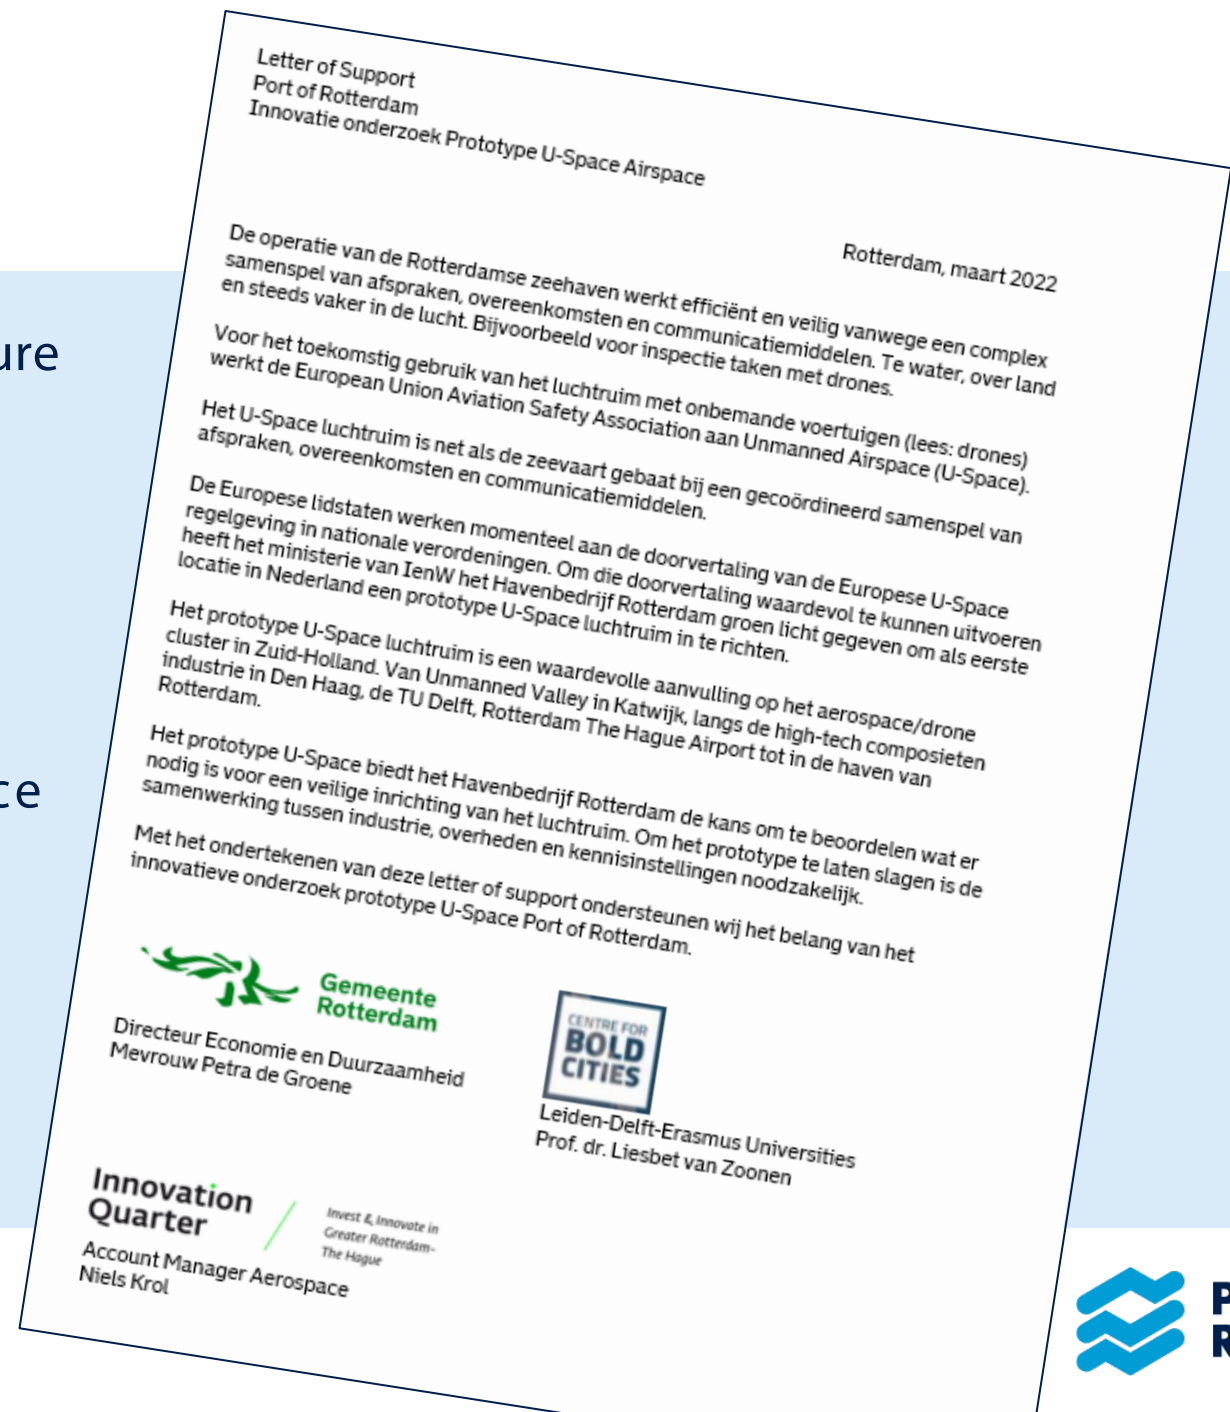 Letter of Support
Port of Rotterdam
Innovatie onderzoek Prototype U-Space Airspace
Rotterdam, maart 2022
De operatie van de Rotterdamse zeehaven werkt efficiënt en veilig vanwege een complex
samenspel van afspraken, overeenkomsten en communicatiemiddelen. Te water, over land
en steeds vaker in de lucht. Bijvoorbeeld voor inspectie taken met drones.
Voor het toekomstig gebruik van het luchtruim met onbemande voertuigen (lees: drones)
werkt de European Union Aviation Safety Association aan Unmanned Airspace (U-Space).
Het U-Space luchtruim is net als de zeevaart gebaat bij een gecoördineerd samenspel van
afspraken, overeenkomsten en communicatiemiddelen.
De Europese lidstaten werken momenteel aan de doorvertaling van de Europese U-Space
regelgeving in nationale verordeningen. Om die doorvertaling waardevol te kunnen uitvoeren
heeft het ministerie van IenW het Havenbedrijf Rotterdam groen licht gegeven om als eerste
locatie in Nederland een prototype U-Space luchtruim in te richten.
Het prototype U-Space luchtruim is een waardevolle aanvulling op het aerospace/drone
cluster in Zuid-Holland. Van Unmanned Valley in Katwijk, langs de high-tech composieten
industrie in Den Haag, de TU Delft, Rotterdam The Hague Airport tot in de haven van
Rotterdam.
Het prototype U-Space biedt het Havenbedrijf Rotterdam de kans om te beoordelen wat er
nodig is voor een veilige inrichting van het luchtruim. Om het prototype te laten slagen is de
samenwerking tussen industrie, overheden en kennisinstellingen noodzakelijk.
Met het ondertekenen van deze letter of support ondersteunen wij het belang van het
innovatieve onderzoek prototype U-Space Port of Rotterdam.
Gemeente
Rotterdam
Directeur Economie en Duurzaamheid
Mevrouw Petra de Groene
CENTRE FOR
BOLD
CITIES
Leiden-Delft-Erasmus Universities
Prof. dr. Liesbet van Zoonen
Innovation
Quarter
Invest & Innovate in
Greater Rotterdam-
The Hague
Account Manager Aerospace
Niels Krol
ure
ce
P
R